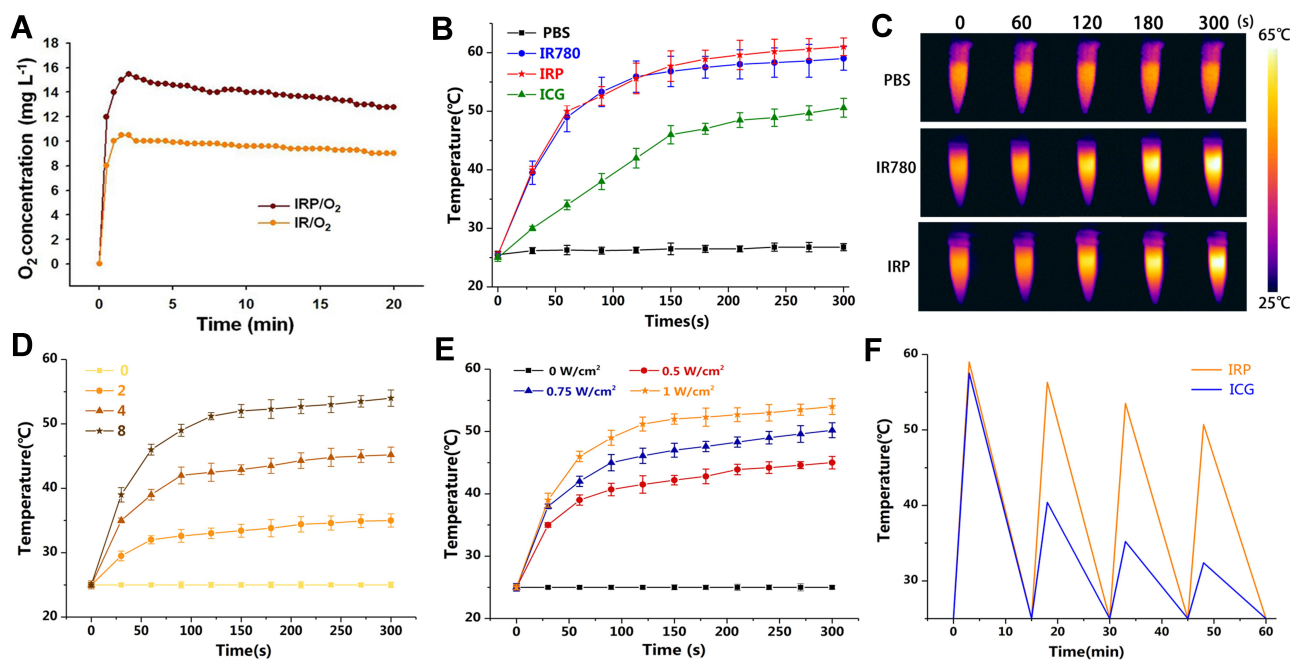 A
18
16
14
12
10
8
6
4
2
0
O₂ concentration (mg L⁻¹)
IRP/O₂
IR/O₂
0 5 10 15 20
Time (min)
B
PBS
IR780
IRP
ICG
60
50
40
30
20
Temperature(℃)
0 50 100 150 200 250 300
Times(s)
C
0 60 120 180 300 (s)
PBS
IR780
IRP
65℃
25℃
D
0
2
4
8
60
50
40
30
20
Temperature(℃)
0 50 100 150 200 250 300
Time(s)
E
0 W/cm² 0.5 W/cm²
0.75 W/cm² 1 W/cm²
60
50
40
30
20
Temperature(℃)
0 50 100 150 200 250 300
Time(s)
F
IRP
ICG
60
50
40
30
Temperature(℃)
0 10 20 30 40 50 60
Time(min)